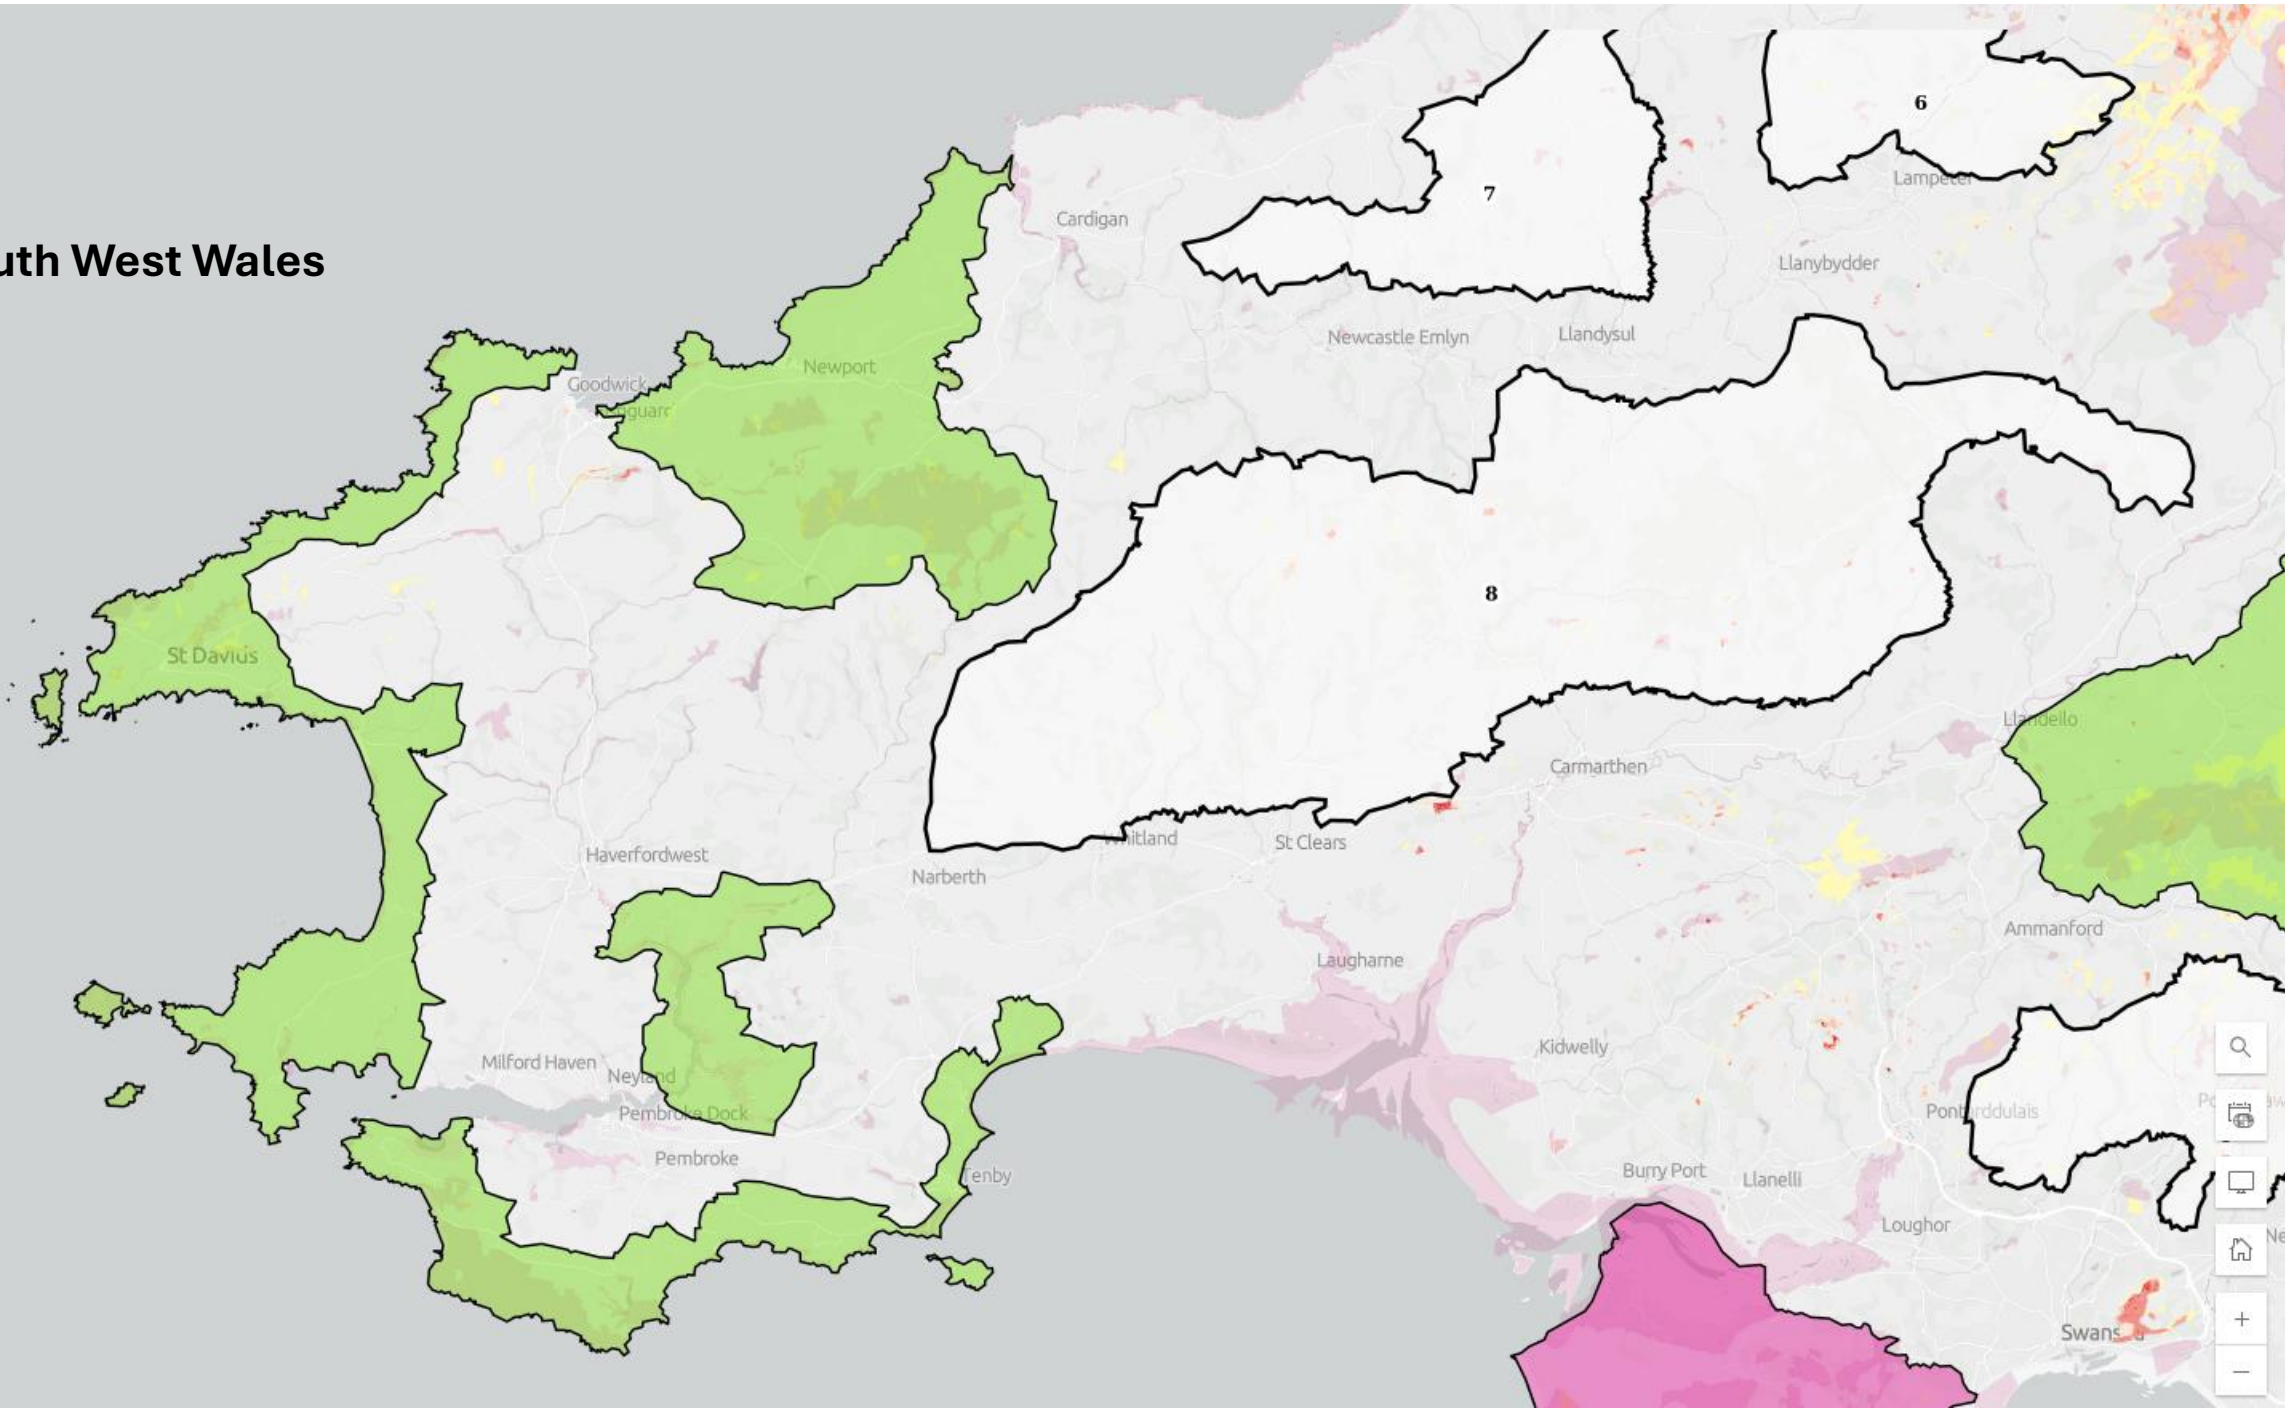 uth West Wales
6
Lampeter
7
Cardigan
Llanybydder
Newcastle Emlyn
Llandysul
Newport
Goodwick
8
St Davids
Llandeilo
Carmarthen
Whitland
St Clears
Haverfordwest
Narberth
Ammanford
Laugharne
Kidwelly
Milford Haven
Neyland
Pembroke Dock
Pontarddulais
Pembroke
Burry Port
Llanelli
Tenby
Loughor
Swansea
+
−